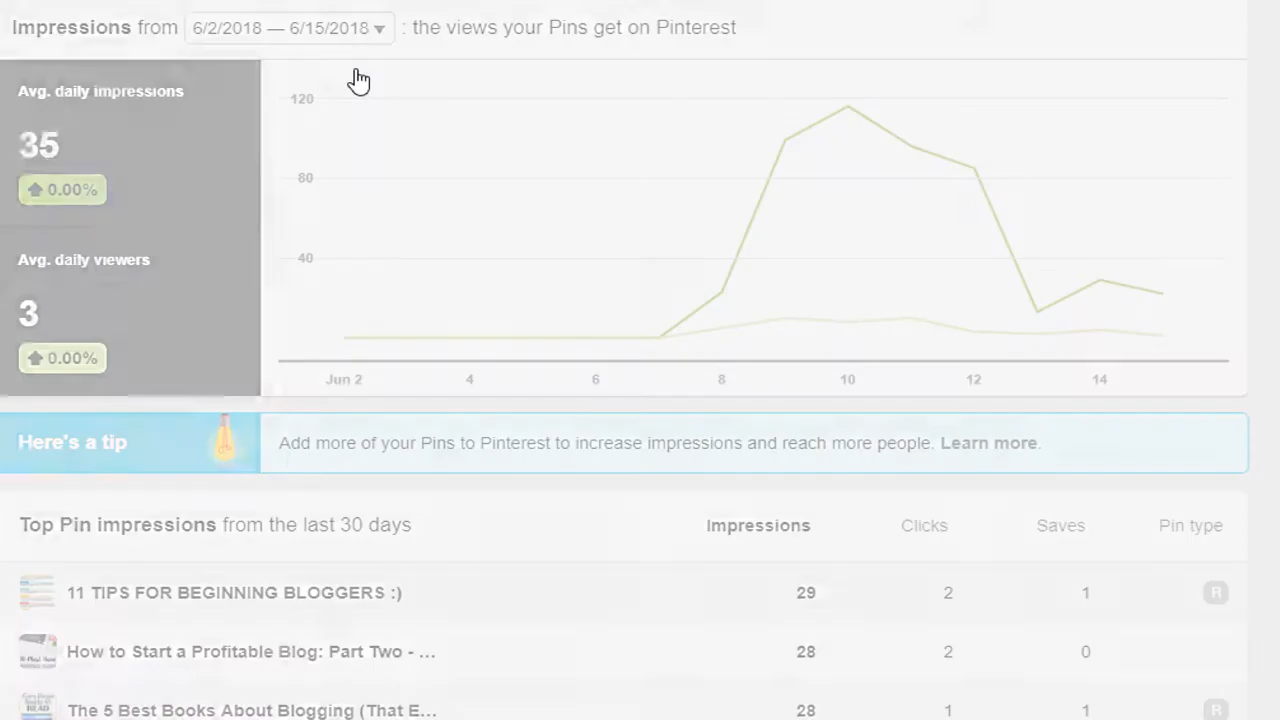 Impressions from 6/2/2018 — 6/15/2018 : the views your Pins get on Pinterest
Avg. daily impressions
35
0.00%
Avg. daily viewers
3
0.00%
120
80
40
Jun 2 4 6 8 10 12 14
Here's a tip
Add more of your Pins to Pinterest to increase impressions and reach more people. Learn more.
Top Pin impressions from the last 30 days Impressions Clicks Saves Pin type
11 TIPS FOR BEGINNING BLOGGERS :) 29 2 1 R
How to Start a Profitable Blog: Part Two - ... 28 2 0
The 5 Best Books About Blogging (That E... 28 1 1 R